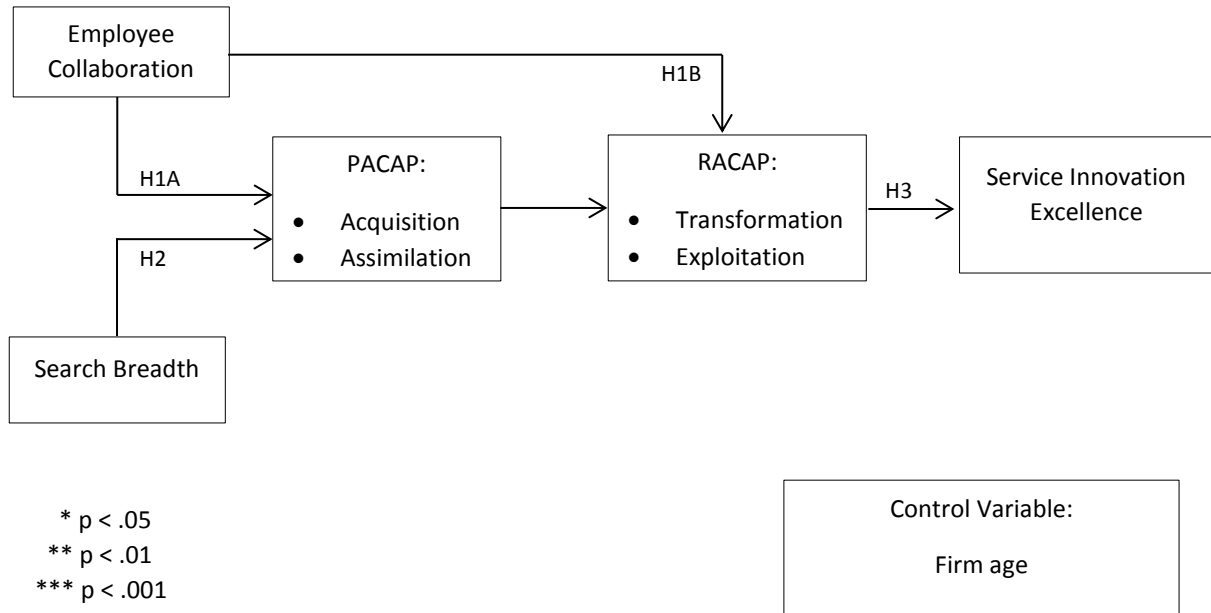 Employee
Collaboration
H1B
H1A
PACAP:
• Acquisition
• Assimilation
RACAP:
• Transformation
• Exploitation
H3
Service Innovation
Excellence
H2
Search Breadth
* p < .05
** p < .01
*** p < .001
Control Variable:
Firm age